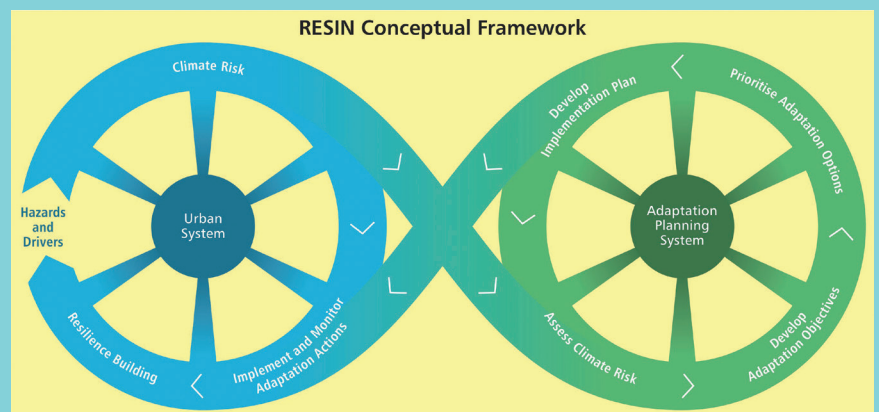 RESIN Conceptual Framework
Climate Risk
Hazards
and
Drivers
Urban
System
Resilience Building
Implement and Monitor
Adaptation Actions
Develop
Implementation Plan
Prioritise Adaptation Options
Adaptation
Planning
System
Assess Climate Risk
Develop
Adaptation Objectives